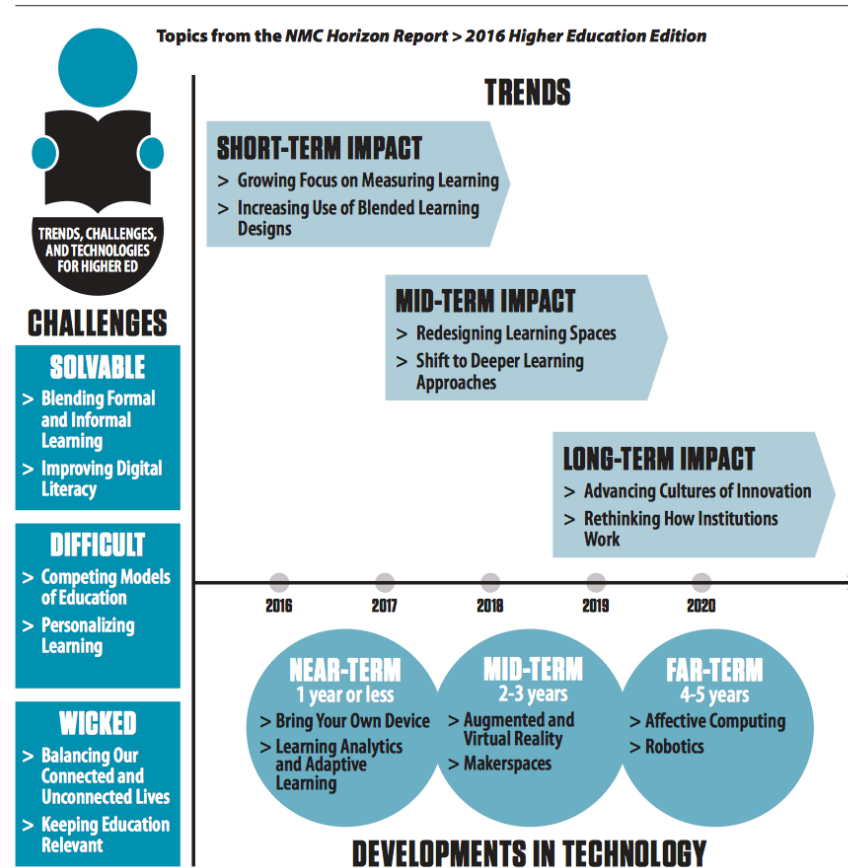 Topics from the NMC Horizon Report > 2016 Higher Education Edition
TRENDS, CHALLENGES,
AND TECHNOLOGIES
FOR HIGHER ED
CHALLENGES
SOLVABLE
> Blending Formal
and Informal
Learning
> Improving Digital
Literacy
DIFFICULT
> Competing Models
of Education
> Personalizing
Learning
WICKED
> Balancing Our
Connected and
Unconnected Lives
> Keeping Education
Relevant
TRENDS
SHORT-TERM IMPACT
> Growing Focus on Measuring Learning
> Increasing Use of Blended Learning
Designs
MID-TERM IMPACT
> Redesigning Learning Spaces
> Shift to Deeper Learning
Approaches
LONG-TERM IMPACT
> Advancing Cultures of Innovation
> Rethinking How Institutions
Work
2016 2017 2018 2019 2020
NEAR-TERM
1 year or less
> Bring Your Own Device
> Learning Analytics
and Adaptive
Learning
MID-TERM
2-3 years
> Augmented and
Virtual Reality
> Makerspaces
FAR-TERM
4-5 years
> Affective Computing
> Robotics
DEVELOPMENTS IN TECHNOLOGY